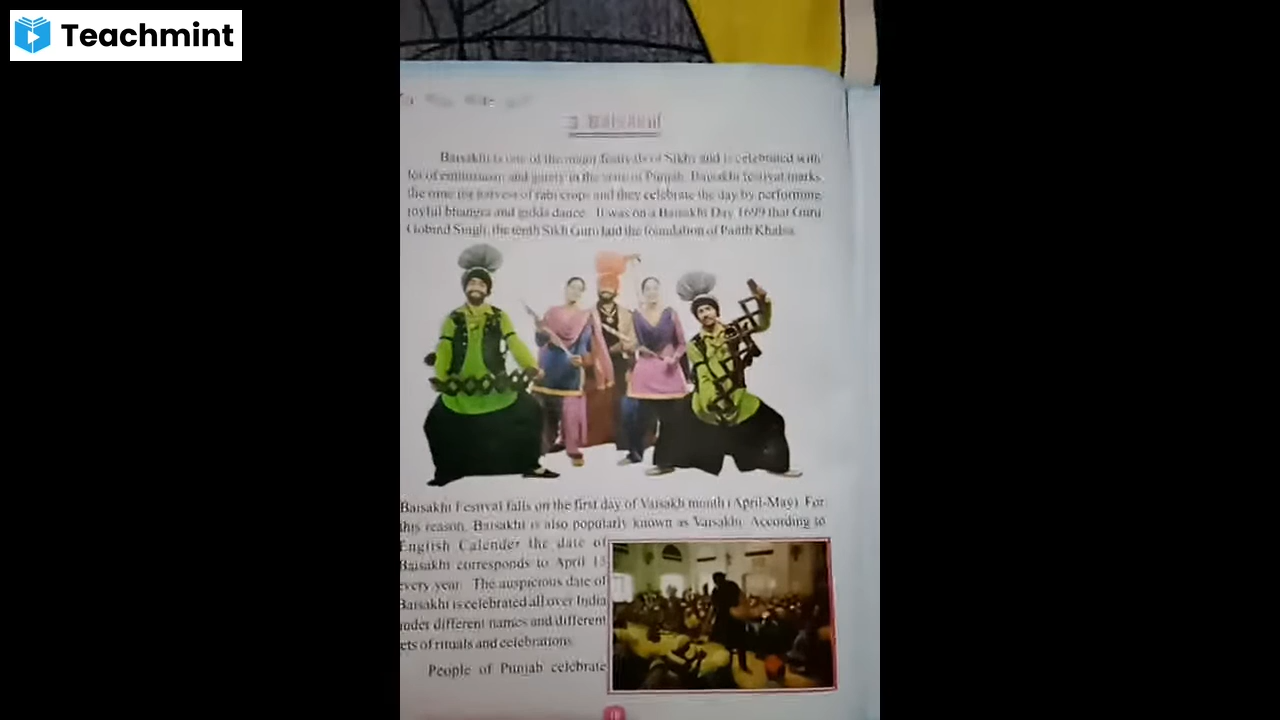 Teachmint
3 Baisakhi
Baisakhi is one of the major festivals of Sikhs and is celebrated with
lot of enthusiasm and gaiety in the state of Punjab. Baisakhi festival marks
the time for harvest of rabi crops and they celebrate the day by performing
joyful bhangra and gidda dance. It was on a Baisakhi Day 1699 that Guru
Gobind Singh, the tenth Sikh Guru laid the foundation of Panth Khalsa.
Baisakhi Festival falls on the first day of Vaisakh month (April-May). For
this reason, Baisakhi is also popularly known as Vaisakhi. According to
English Calender the date of
Baisakhi corresponds to April 13
every year. The auspicious date of
Baisakhi is celebrated all over India
under different names and different
ets of rituals and celebrations.
People of Punjab celebrate